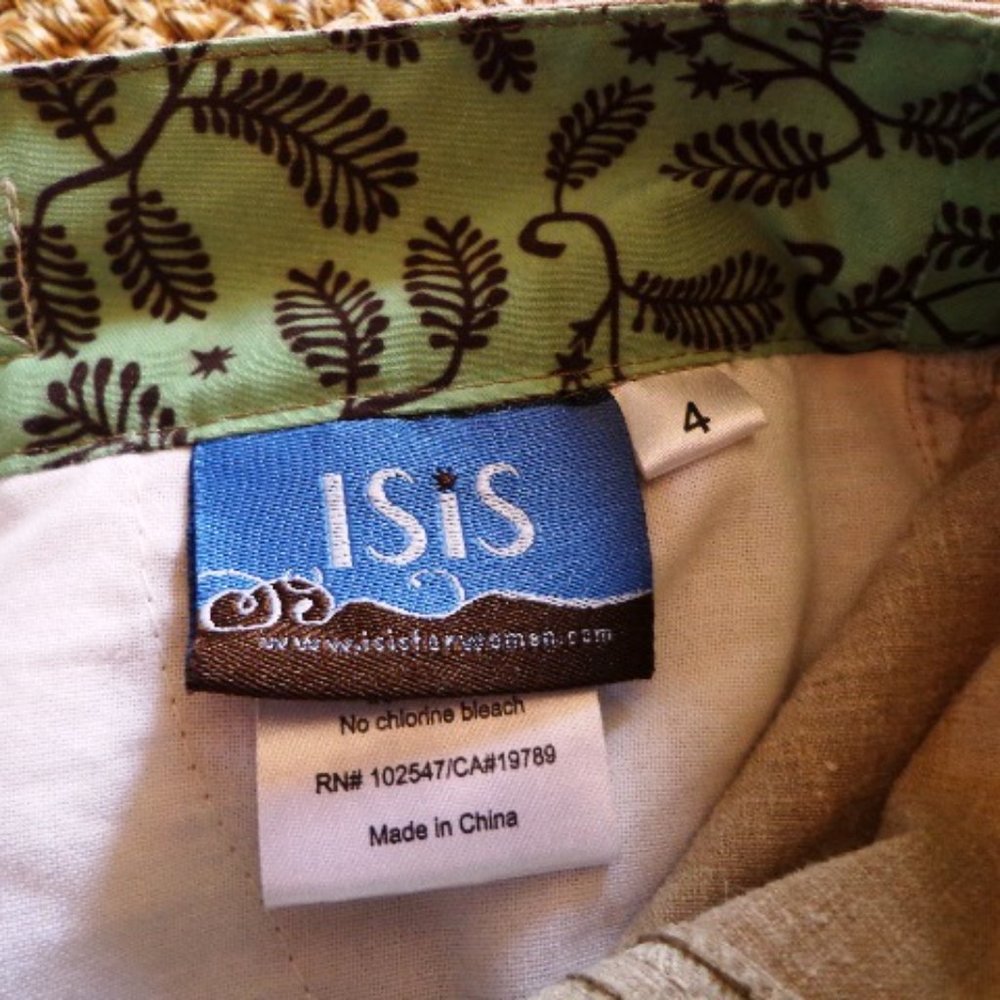 4
ISiS
www.isisforwomen.com
No chlorine bleach
RN# 102547/CA#19789
Made in China